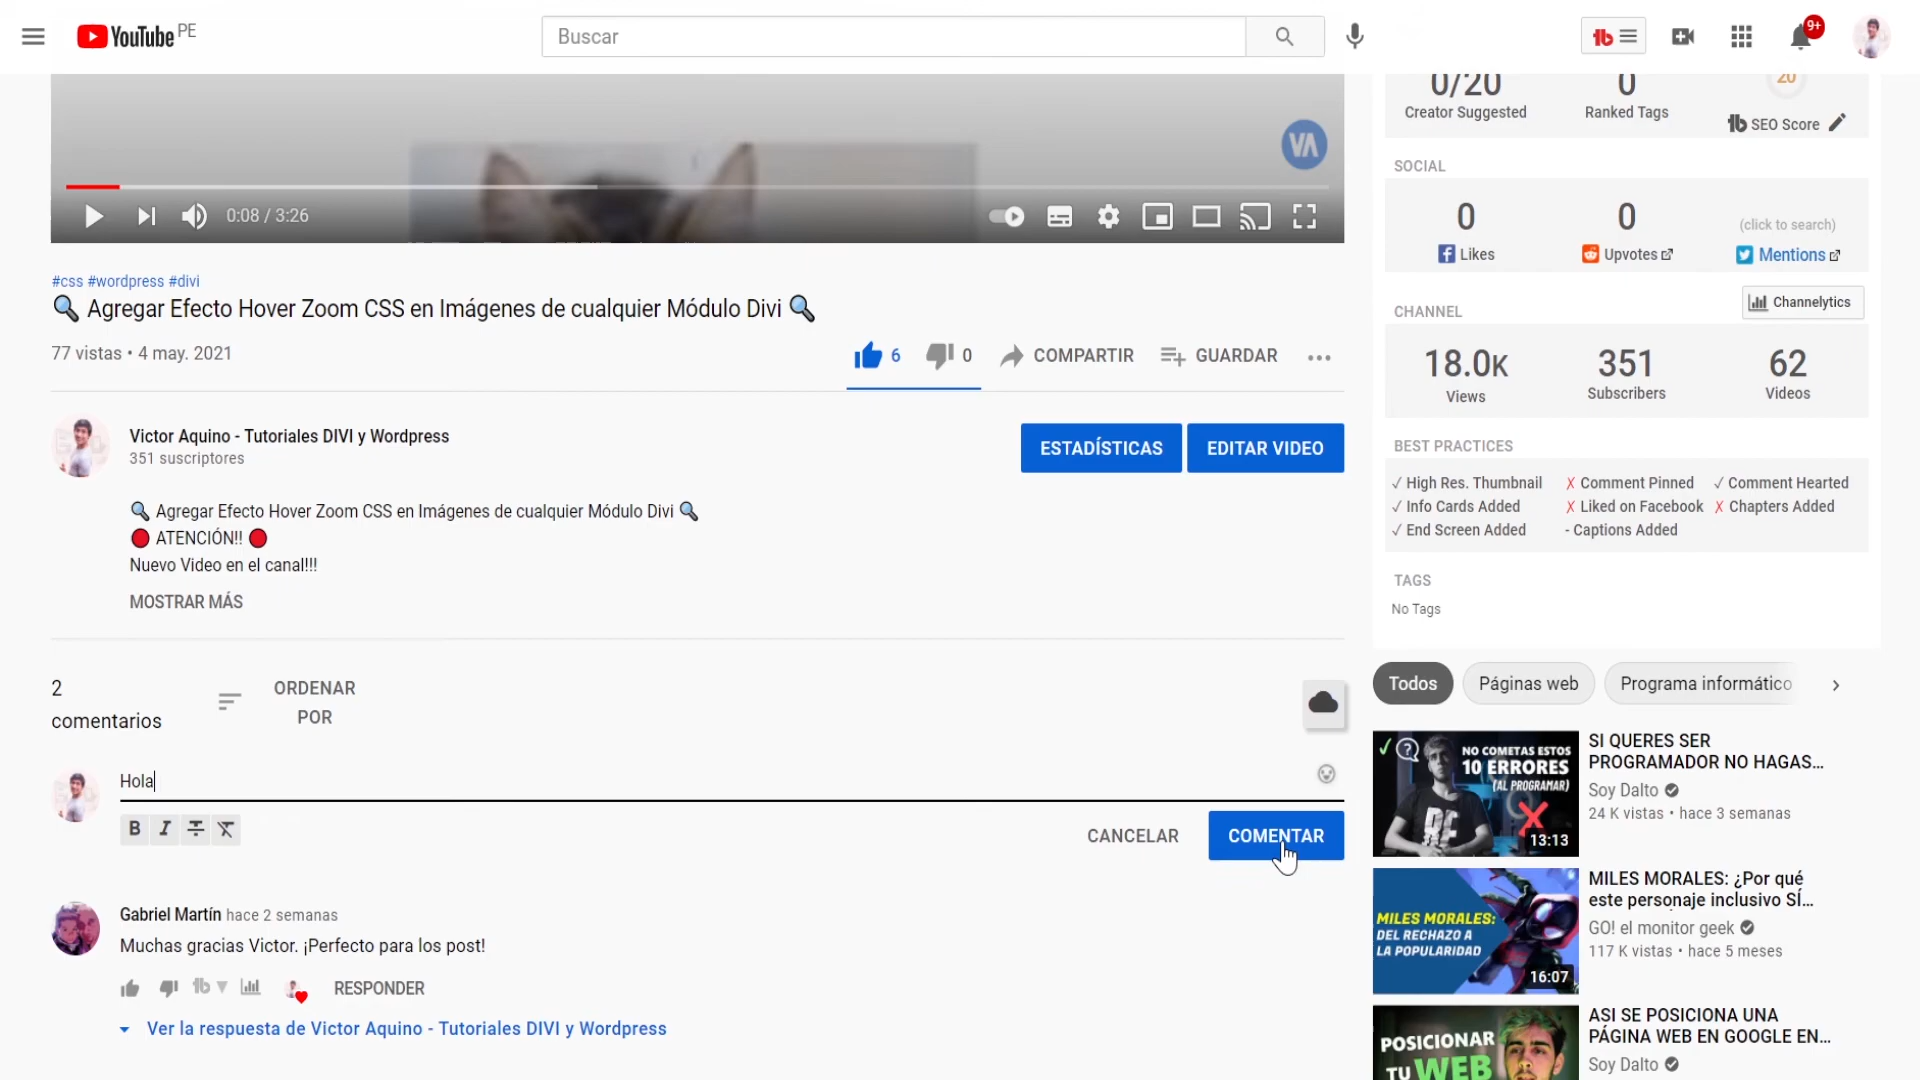 YouTube PE
Buscar
9+
VA
0:08 / 3:26
#css #wordpress #divi
Agregar Efecto Hover Zoom CSS en Imágenes de cualquier Módulo Divi
77 vistas • 4 may. 2021
6
0
COMPARTIR
GUARDAR
Victor Aquino - Tutoriales DIVI y Wordpress
351 suscriptores
ESTADÍSTICAS
EDITAR VIDEO
Agregar Efecto Hover Zoom CSS en Imágenes de cualquier Módulo Divi
ATENCIÓN!!
Nuevo Video en el canal!!!
MOSTRAR MÁS
2
comentarios
ORDENAR
POR
Hola
B I
CANCELAR
COMENTAR
Gabriel Martín hace 2 semanas
Muchas gracias Victor. ¡Perfecto para los post!
RESPONDER
Ver la respuesta de Victor Aquino - Tutoriales DIVI y Wordpress
0/20
Creator Suggested
0
Ranked Tags
20
SEO Score
SOCIAL
0
Likes
0
Upvotes
(click to search)
Mentions
CHANNEL
Channelytics
18.0K
Views
351
Subscribers
62
Videos
BEST PRACTICES
✓ High Res. Thumbnail
✗ Comment Pinned
✓ Comment Hearted
✓ Info Cards Added
✗ Liked on Facebook
✗ Chapters Added
✓ End Screen Added
- Captions Added
TAGS
No Tags
Todos
Páginas web
Programa informático
NO COMETAS ESTOS
10 ERRORES
(AL PROGRAMAR)
13:13
SI QUERES SER
PROGRAMADOR NO HAGAS...
Soy Dalto
24 K vistas • hace 3 semanas
MILES MORALES:
DEL RECHAZO A
LA POPULARIDAD
16:07
MILES MORALES: ¿Por qué
este personaje inclusivo SÍ...
GO! el monitor geek
117 K vistas • hace 5 meses
POSICIONAR
TU WEB
ASI SE POSICIONA UNA
PÁGINA WEB EN GOOGLE EN...
Soy Dalto